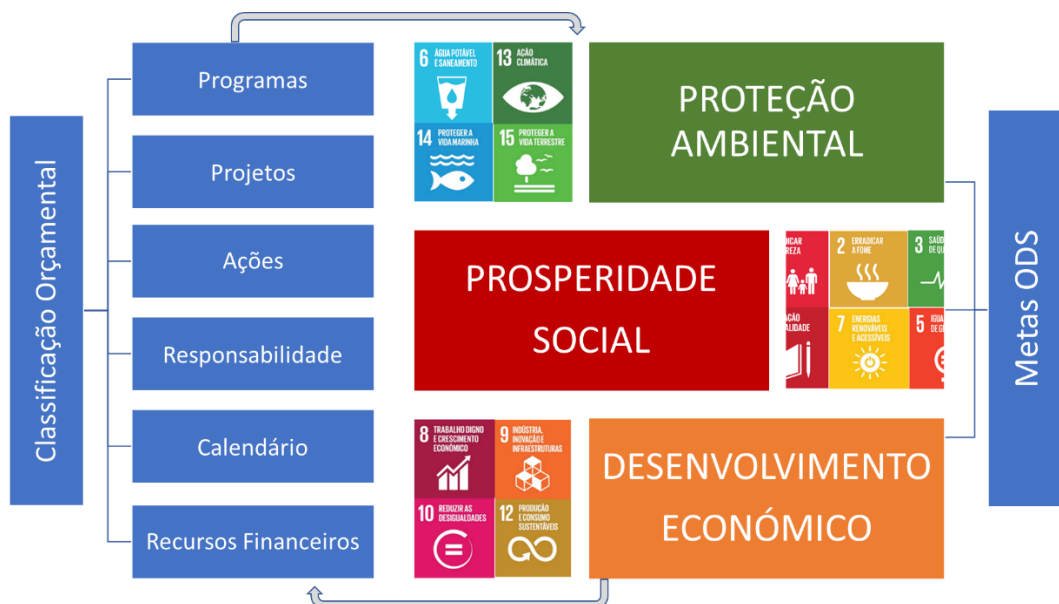 Classificação Orçamental
Programas
Projetos
Ações
Responsabilidade
Calendário
Recursos Financeiros
6 ÁGUA POTÁVEL
E SANEAMENTO
13 AÇÃO
CLIMÁTICA
14 PROTEGER A
VIDA MARINHA
15 PROTEGER A
VIDA TERRESTRE
PROTEÇÃO
AMBIENTAL
PROSPERIDADE
SOCIAL
2 ERRADICAR
A FOME
3
7 ENERGIAS
RENOVÁVEIS
E ACESSÍVEIS
5
8 TRABALHO DIGNO
E CRESCIMENTO
ECONÓMICO
9 INDÚSTRIA,
INOVAÇÃO E
INFRAESTRUTURAS
10 REDUZIR AS
DESIGUALDADES
12 PRODUÇÃO
E CONSUMO
SUSTENTÁVEIS
DESENVOLVIMENTO
ECONÓMICO
Metas ODS